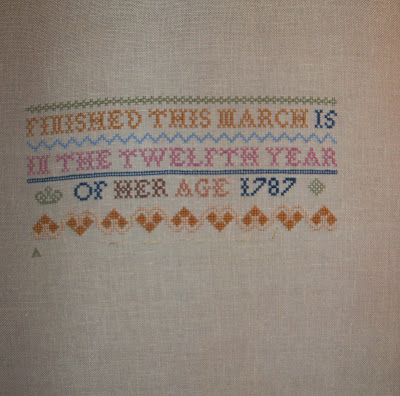 FINISHED THIS MARCH IS
IN THE TWELFTH YEAR
OF HER AGE 1787